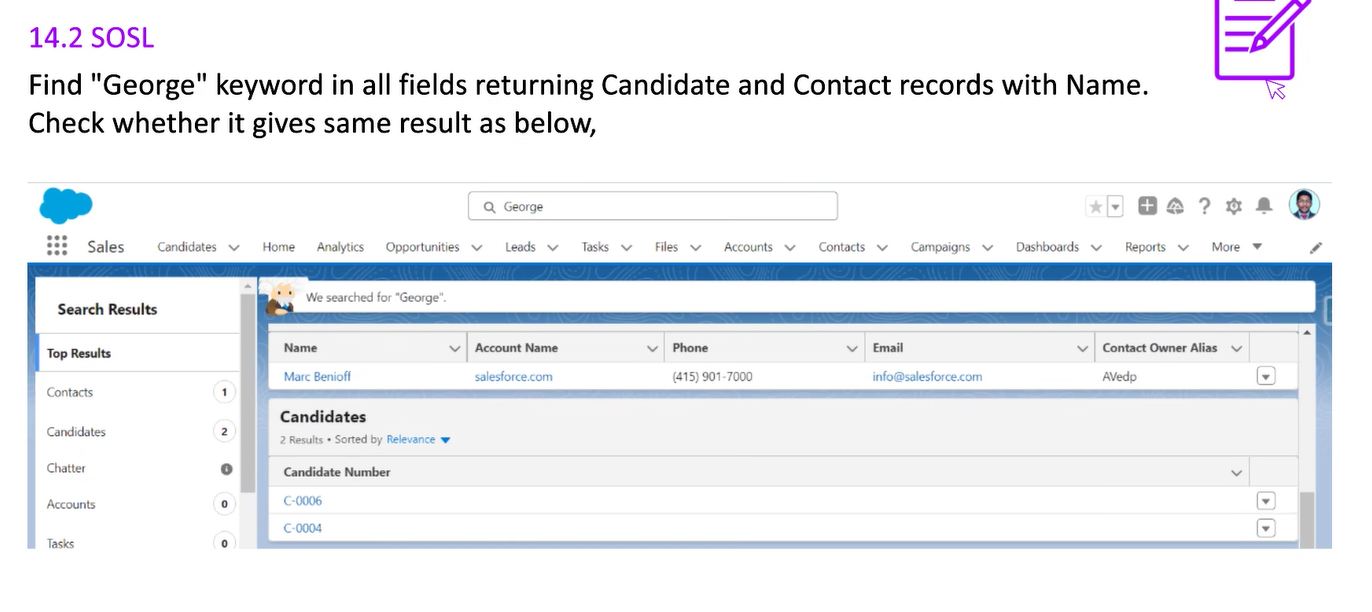 14.2 SOSL
Find "George" keyword in all fields returning Candidate and Contact records with Name.
Check whether it gives same result as below,
George
Sales Candidates Home Analytics Opportunities Leads Tasks Files Accounts Contacts Campaigns Dashboards Reports More
Search Results
We searched for "George".
Top Results
Name Account Name Phone Email Contact Owner Alias
Marc Benioff salesforce.com (415) 901-7000 info@salesforce.com AVedp
Contacts 1
Candidates
2 Results • Sorted by Relevance
Candidates 2
Candidate Number
Chatter
C-0006
Accounts 0
C-0004
Tasks 0